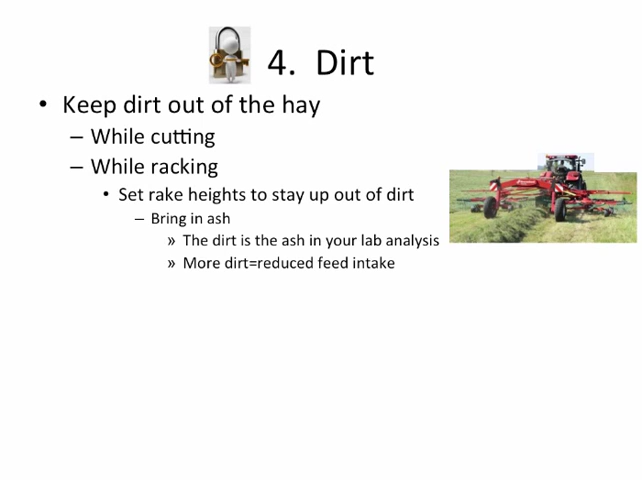 4. Dirt
• Keep dirt out of the hay
– While cutting
– While racking
• Set rake heights to stay up out of dirt
– Bring in ash
» The dirt is the ash in your lab analysis
» More dirt=reduced feed intake